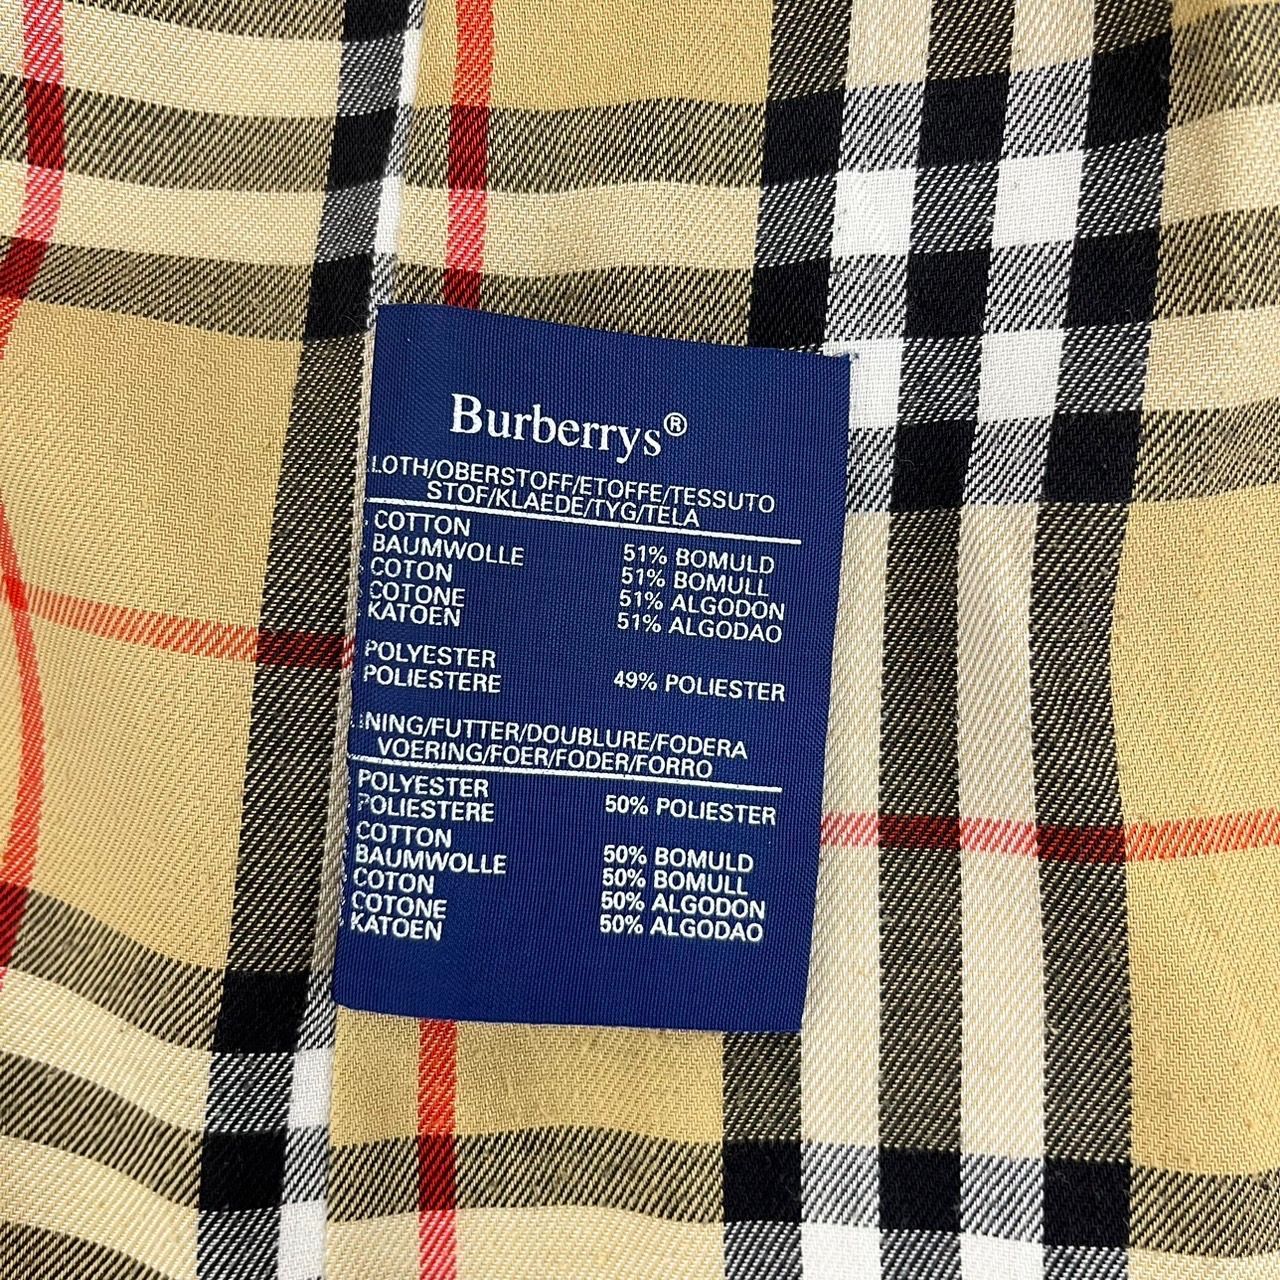 Burberrys®
LOTH/OBERSTOFF/ETOFFE/TESSUTO
STOF/KLAEDE/TYG/TELA
COTTON
BAUMWOLLE 51% BOMULD
COTON 51% BOMULL
COTONE 51% ALGODON
KATOEN 51% ALGODAO
POLYESTER
POLIESTERE 49% POLIESTER
NING/FUTTER/DOUBLURE/FODERA
VOERING/FOER/FODER/FORRO
POLYESTER
POLIESTERE 50% POLIESTER
COTTON
BAUMWOLLE 50% BOMULD
COTON 50% BOMULL
COTONE 50% ALGODON
KATOEN 50% ALGODAO